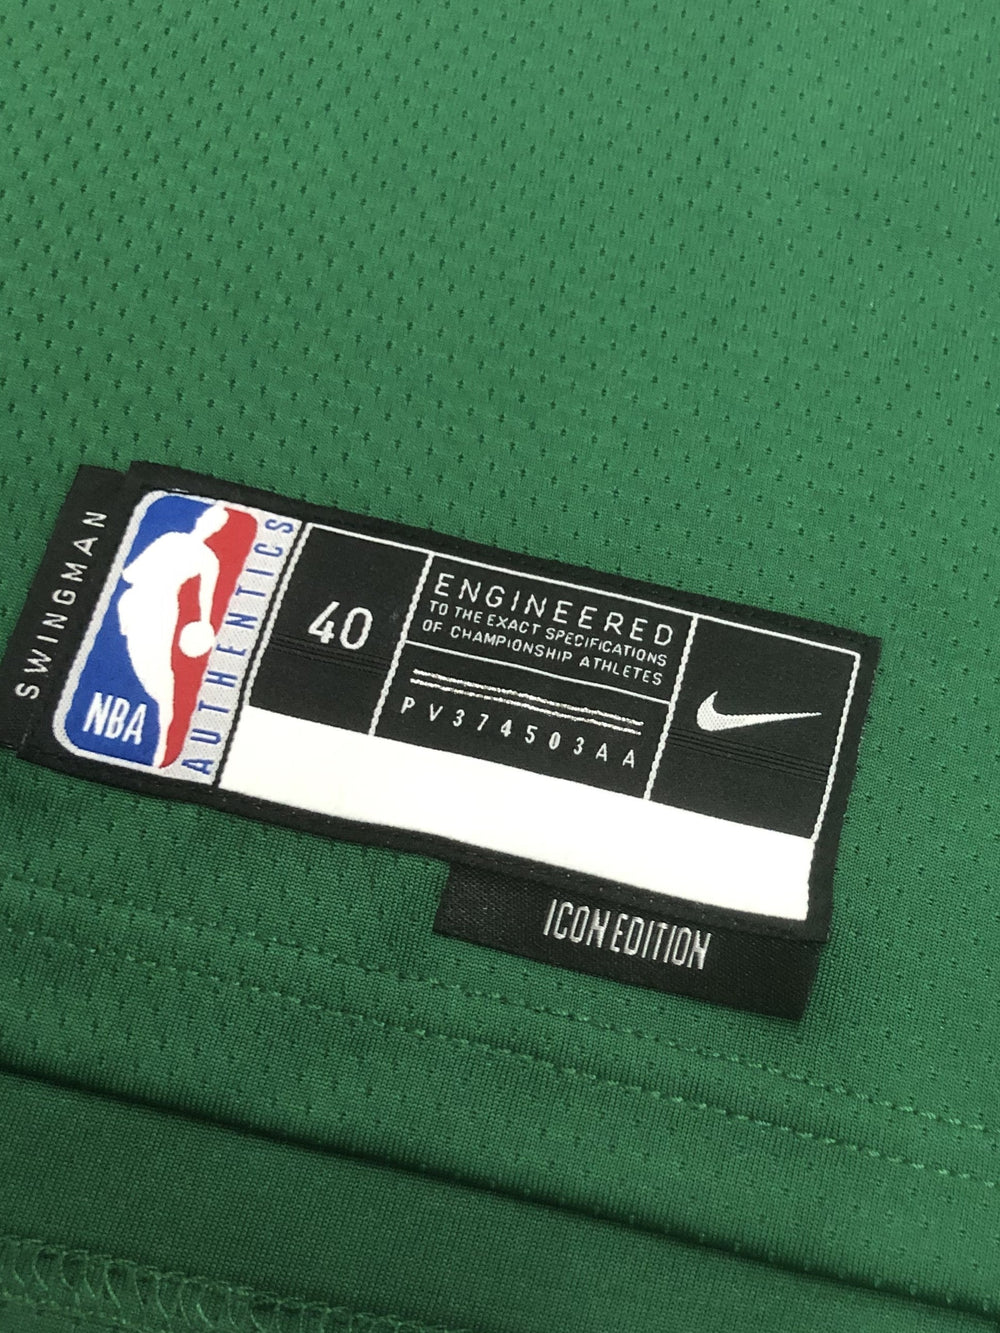 SWINGMAN
NBA
AUTHENTICS
40
ENGINEERED
TO THE EXACT SPECIFICATIONS
OF CHAMPIONSHIP ATHLETES
PV374503AA
ICON EDITION